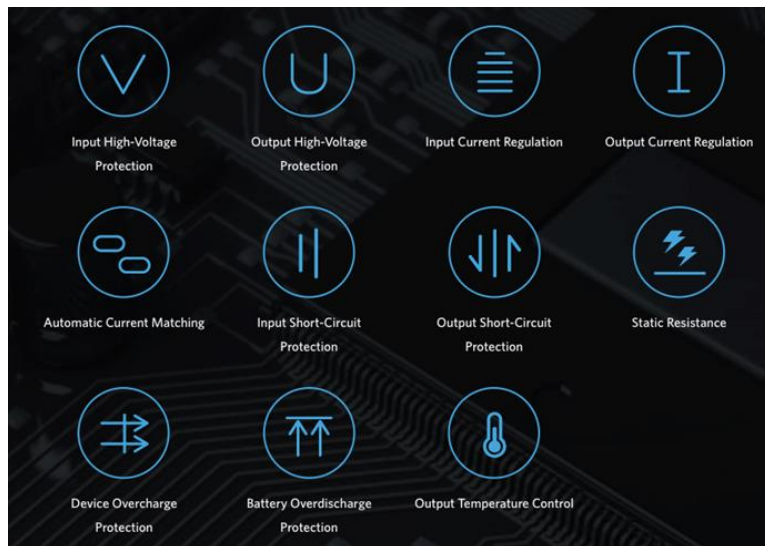 Input High-Voltage
Protection
Output High-Voltage
Protection
Input Current Regulation
Output Current Regulation
Automatic Current Matching
Input Short-Circuit
Protection
Output Short-Circuit
Protection
Static Resistance
Device Overcharge
Protection
Battery Overdischarge
Protection
Output Temperature Control